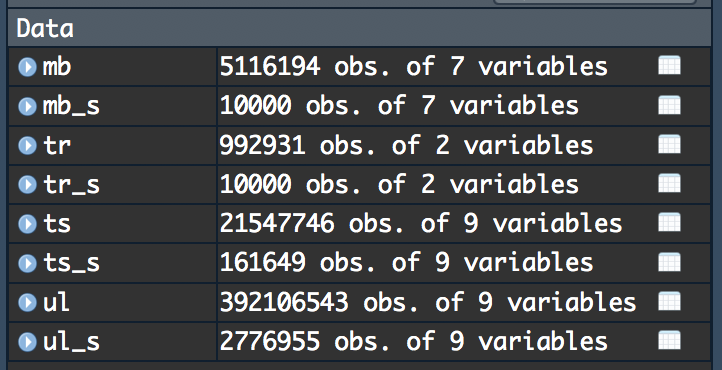 Data
mb 5116194 obs. of 7 variables
mb_s 10000 obs. of 7 variables
tr 992931 obs. of 2 variables
tr_s 10000 obs. of 2 variables
ts 21547746 obs. of 9 variables
ts_s 161649 obs. of 9 variables
ul 392106543 obs. of 9 variables
ul_s 2776955 obs. of 9 variables